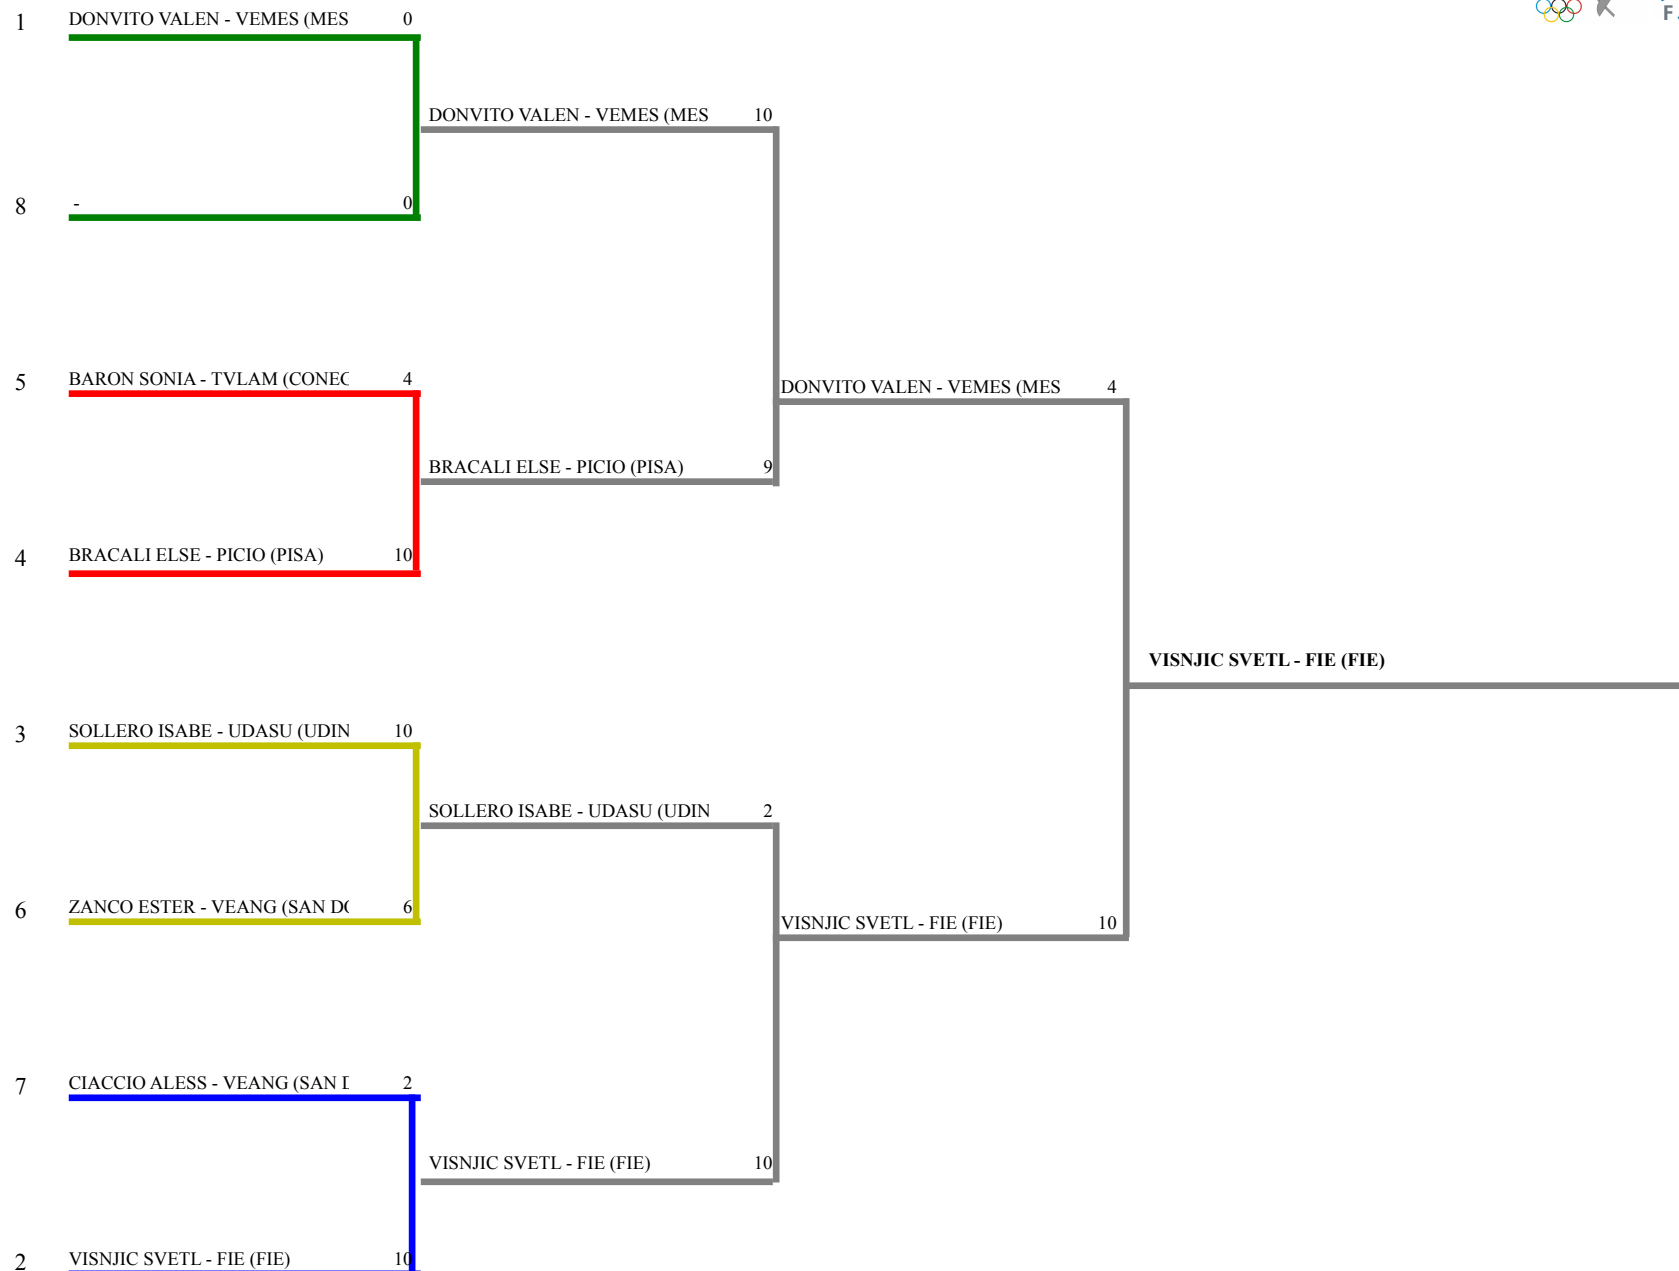 1 DONVITO VALEN - VEMES (MES 0
DONVITO VALEN - VEMES (MES 10
8 - 0
5 BARON SONIA - TVLAM (CONEG 4
DONVITO VALEN - VEMES (MES 4
BRACALI ELSE - PICIO (PISA) 9
4 BRACALI ELSE - PICIO (PISA) 10
VISNJIC SVETL - FIE (FIE)
3 SOLLERO ISABE - UDASU (UDIN 10
SOLLERO ISABE - UDASU (UDIN 2
6 ZANCO ESTER - VEANG (SAN DO 6
VISNJIC SVETL - FIE (FIE) 10
7 CIACCIO ALESS - VEANG (SAN D 2
VISNJIC SVETL - FIE (FIE) 10
2 VISNJIC SVETL - FIE (FIE) 10
F